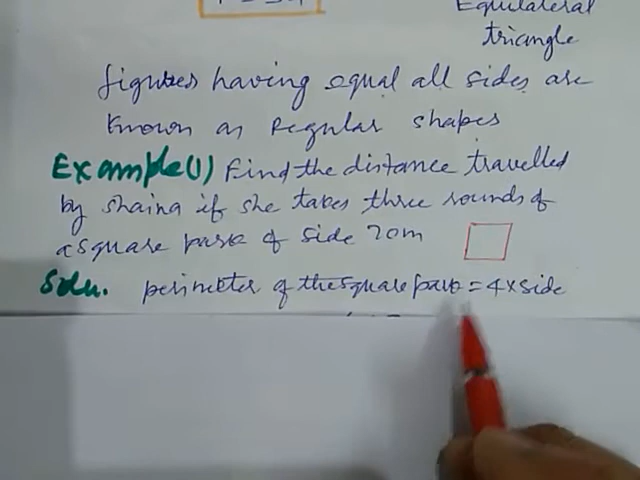 Equilateral
triangle
figures having equal all sides are
known as Regular shapes
Example(1) Find the distance travelled
by shaina if she takes three rounds of
a square park of side 70m
Soln. perimeter of the square park = 4 x side